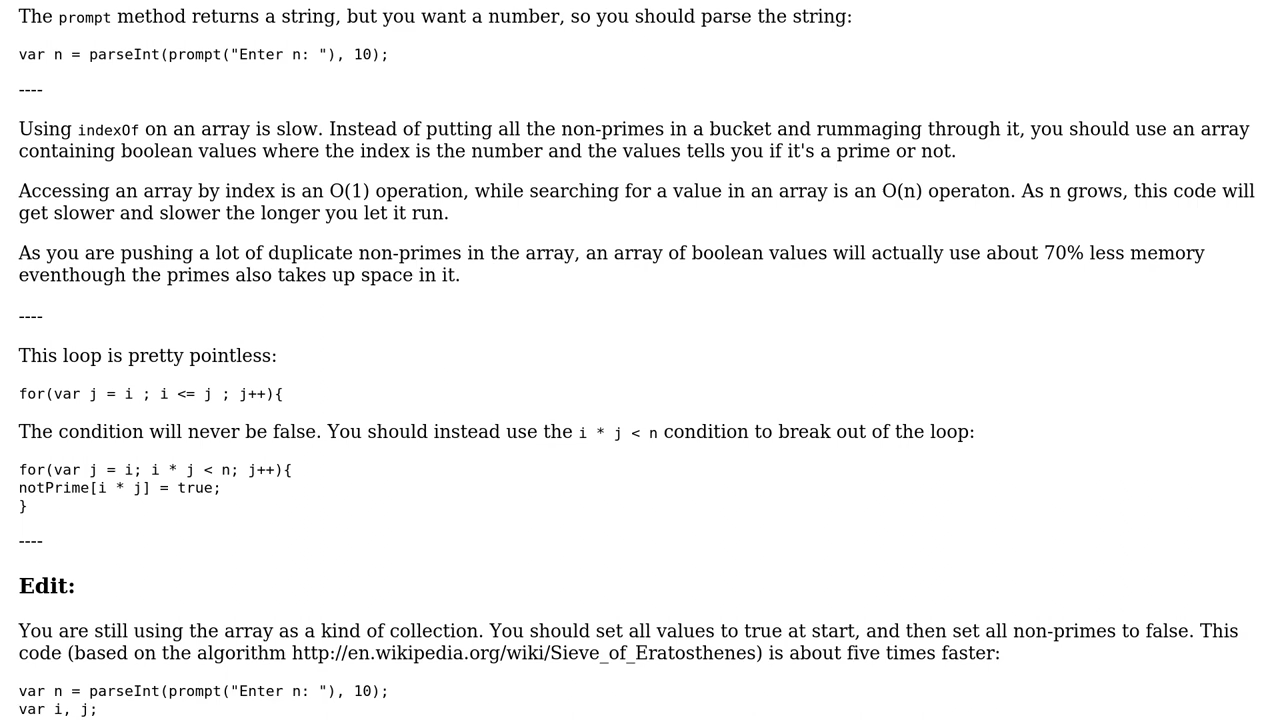 The prompt method returns a string, but you want a number, so you should parse the string:
var n = parseInt(prompt("Enter n: "), 10);
----
Using indexOf on an array is slow. Instead of putting all the non-primes in a bucket and rummaging through it, you should use an array
containing boolean values where the index is the number and the values tells you if it's a prime or not.
Accessing an array by index is an O(1) operation, while searching for a value in an array is an O(n) operaton. As n grows, this code will
get slower and slower the longer you let it run.
As you are pushing a lot of duplicate non-primes in the array, an array of boolean values will actually use about 70% less memory
eventhough the primes also takes up space in it.
----
This loop is pretty pointless:
for(var j = i ; i <= j ; j++){
The condition will never be false. You should instead use the i * j < n condition to break out of the loop:
for(var j = i; i * j < n; j++){
notPrime[i * j] = true;
}
----
Edit:
You are still using the array as a kind of collection. You should set all values to true at start, and then set all non-primes to false. This
code (based on the algorithm http://en.wikipedia.org/wiki/Sieve_of_Eratosthenes) is about five times faster:
var n = parseInt(prompt("Enter n: "), 10);
var i, j;